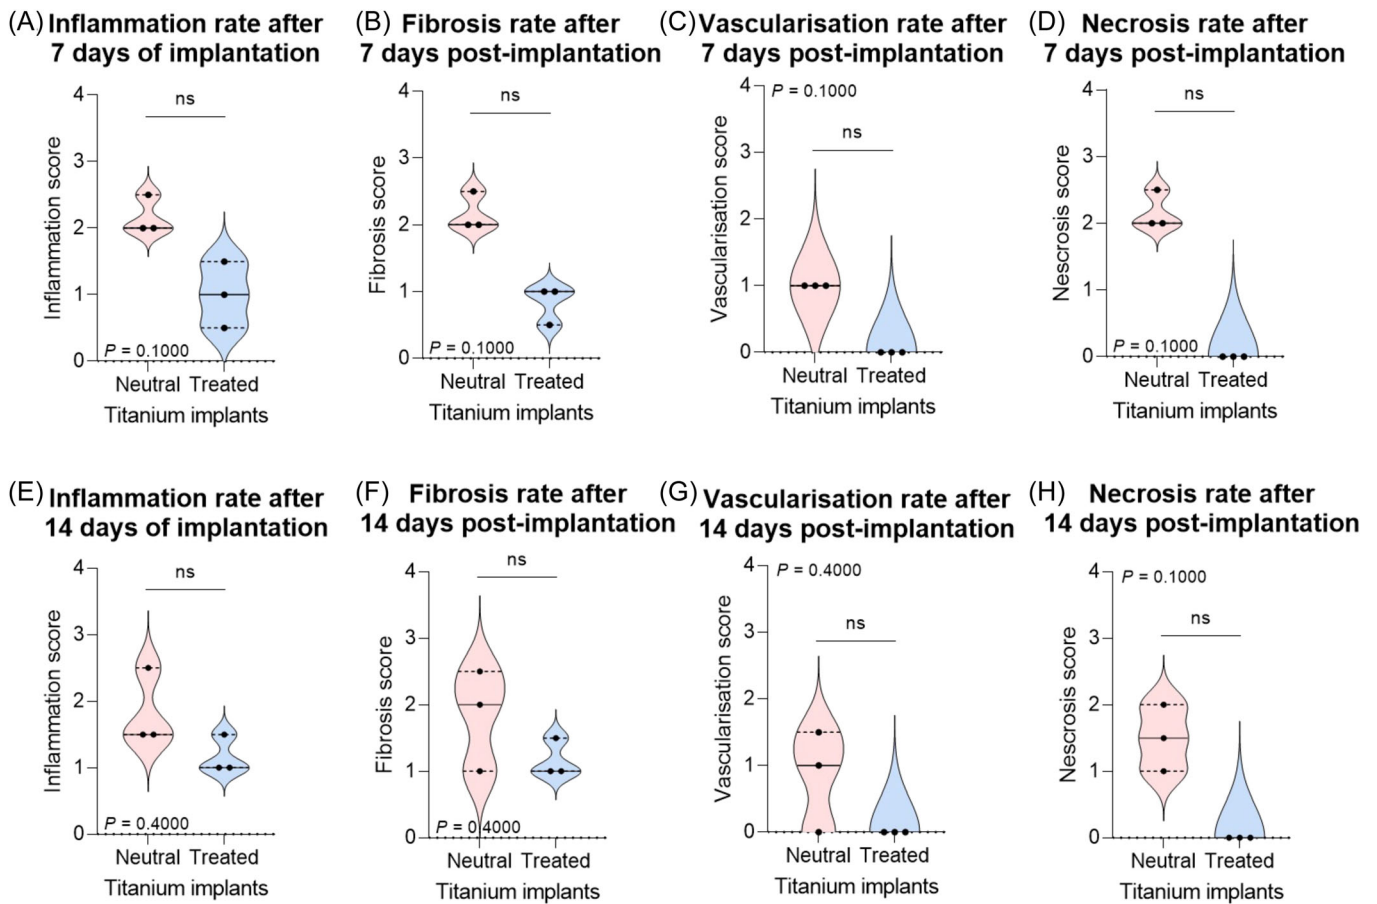 (A) Inflammation rate after
7 days of implantation
4
3
2
1
0
Inflammation score
ns
P = 0.1000
Neutral Treated
Titanium implants
(B) Fibrosis rate after
7 days post-implantation
4
3
2
1
0
Fibrosis score
ns
P = 0.1000
Neutral Treated
Titanium implants
(C) Vascularisation rate after
7 days post-implantation
4
3
2
1
0
Vascularisation score
P = 0.1000
ns
Neutral Treated
Titanium implants
(D) Necrosis rate after
7 days post-implantation
4
3
2
1
0
Nescrosis score
ns
P = 0.1000
Neutral Treated
Titanium implants
(E) Inflammation rate after
14 days of implantation
4
3
2
1
0
Inflammation score
ns
P = 0.4000
Neutral Treated
Titanium implants
(F) Fibrosis rate after
14 days post-implantation
4
3
2
1
0
Fibrosis score
ns
P = 0.4000
Neutral Treated
Titanium implants
(G) Vascularisation rate after
14 days post-implantation
4
3
2
1
0
Vascularisation score
P = 0.4000
ns
Neutral Treated
Titanium implants
(H) Necrosis rate after
14 days post-implantation
4
3
2
1
0
Nescrosis score
P = 0.1000
ns
Neutral Treated
Titanium implants